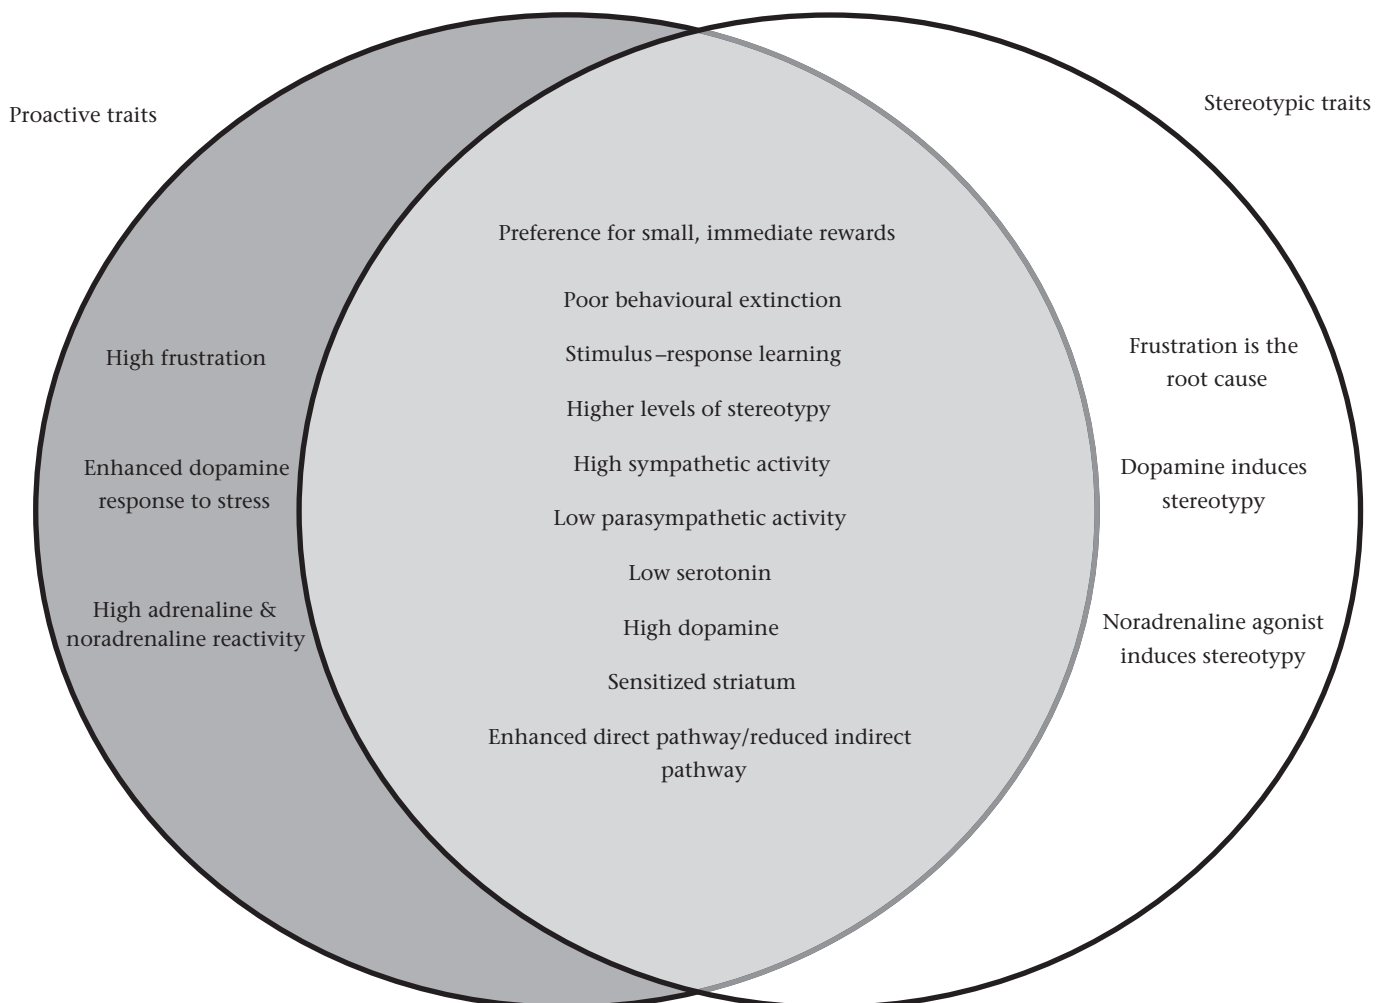 Proactive traits
Stereotypic traits
Preference for small, immediate rewards
Poor behavioural extinction
Stimulus–response learning
Higher levels of stereotypy
High sympathetic activity
Low parasympathetic activity
Low serotonin
High dopamine
Sensitized striatum
Enhanced direct pathway/reduced indirect
pathway
High frustration
Enhanced dopamine
response to stress
High adrenaline &
noradrenaline reactivity
Frustration is the
root cause
Dopamine induces
stereotypy
Noradrenaline agonist
induces stereotypy